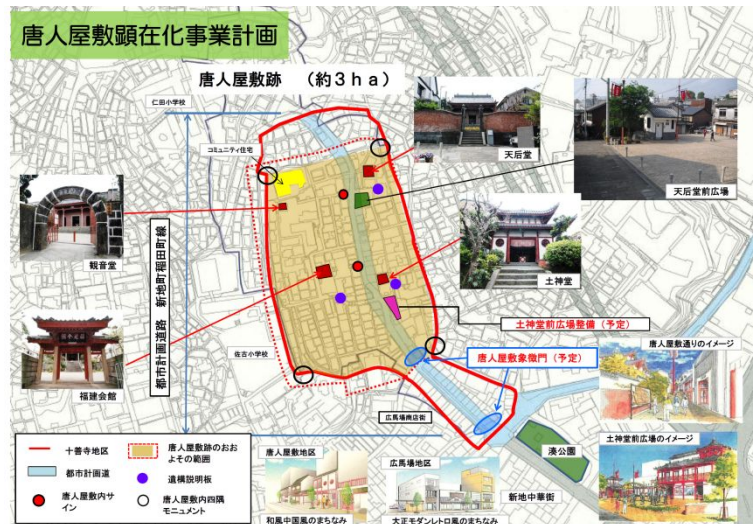 唐人屋敷顕在化事業計画
唐人屋敷跡 （約３ｈａ）
仁田小学校
コミュニティ住宅
天后堂
天后堂前広場
観音堂
都市計画道路 新地町稲田町線
土神堂
福建会館
土神堂前広場整備（予定）
佐古小学校
唐人屋敷象徴門（予定）
唐人屋敷通りのイメージ
広馬場商店街
湊公園
土神堂前広場のイメージ
新地中華街
十善寺地区
唐人屋敷跡のおお
よその範囲
都市計画道
遺構説明板
唐人屋敷内サ
イン
唐人屋敷内四隅
モニュメント
唐人屋敷地区
和風中国風のまちなみ
広馬場地区
大正モダンレトロ風のまちなみ